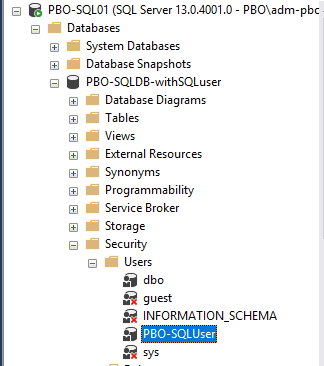 PBO-SQL01 (SQL Server 13.0.4001.0 - PBO\adm-pbo
Databases
System Databases
Database Snapshots
PBO-SQLDB-withSQLuser
Database Diagrams
Tables
Views
External Resources
Synonyms
Programmability
Service Broker
Storage
Security
Users
dbo
guest
INFORMATION_SCHEMA
PBO-SQLUser
sys